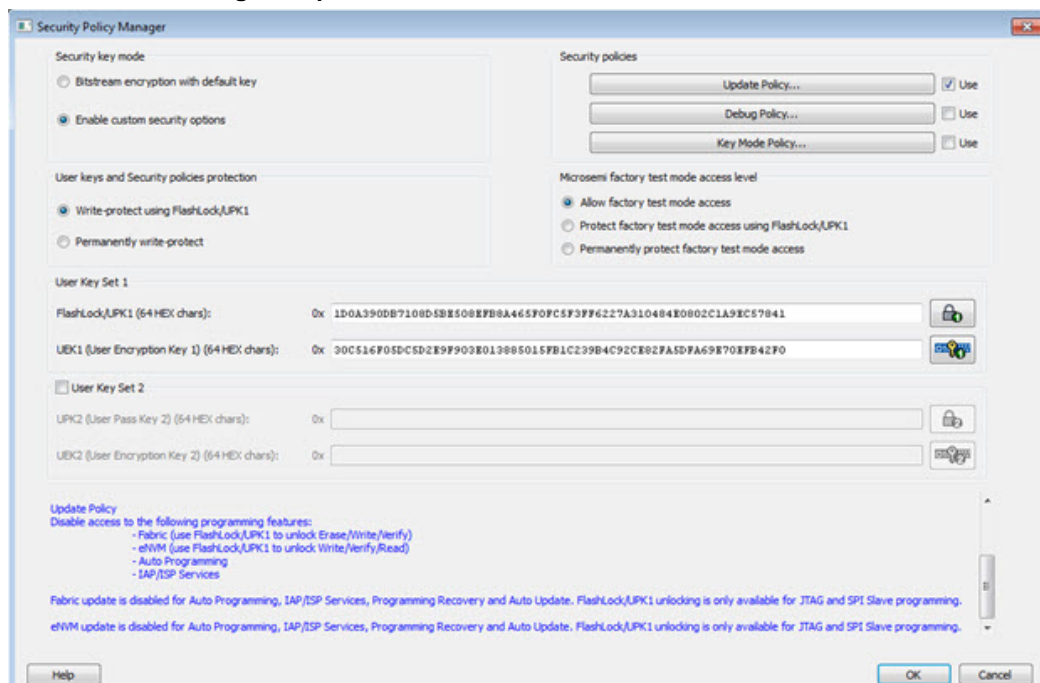 Security Policy Manager
Security key mode
Bitstream encryption with default key
Enable custom security options
Security policies
Update Policy... Use
Debug Policy... Use
Key Mode Policy... Use
User keys and Security policies protection
Write-protect using FlashLock/UPK1
Permanently write-protect
Microsemi factory test mode access level
Allow factory test mode access
Protect factory test mode access using FlashLock/UPK1
Permanently protect factory test mode access
User Key Set 1
FlashLock/UPK1 (64 HEX chars): 0x 1D0A390DB7108D5BE508EFB8A465F0FC5F3FF6227A310484E0802C1A9EC57841
UEK1 (User Encryption Key 1) (64 HEX chars): 0x 30C516F05DC5D2E9F903E013885015FB1C239B4C92CE82FA5DFA69E70EFB42F0
User Key Set 2
UPK2 (User Pass Key 2) (64 HEX chars): 0x
UEK2 (User Encryption Key 2) (64 HEX chars): 0x
Update Policy
Disable access to the following programming features:
- Fabric (use FlashLock/UPK1 to unlock Erase/Write/Verify)
- eNVM (use FlashLock/UPK1 to unlock Write/Verify/Read)
- Auto Programming
- IAP/ISP Services
Fabric update is disabled for Auto Programming, IAP/ISP Services, Programming Recovery and Auto Update. FlashLock/UPK1 unlocking is only available for JTAG and SPI Slave programming.
eNVM update is disabled for Auto Programming, IAP/ISP Services, Programming Recovery and Auto Update. FlashLock/UPK1 unlocking is only available for JTAG and SPI Slave programming.
Help OK Cancel